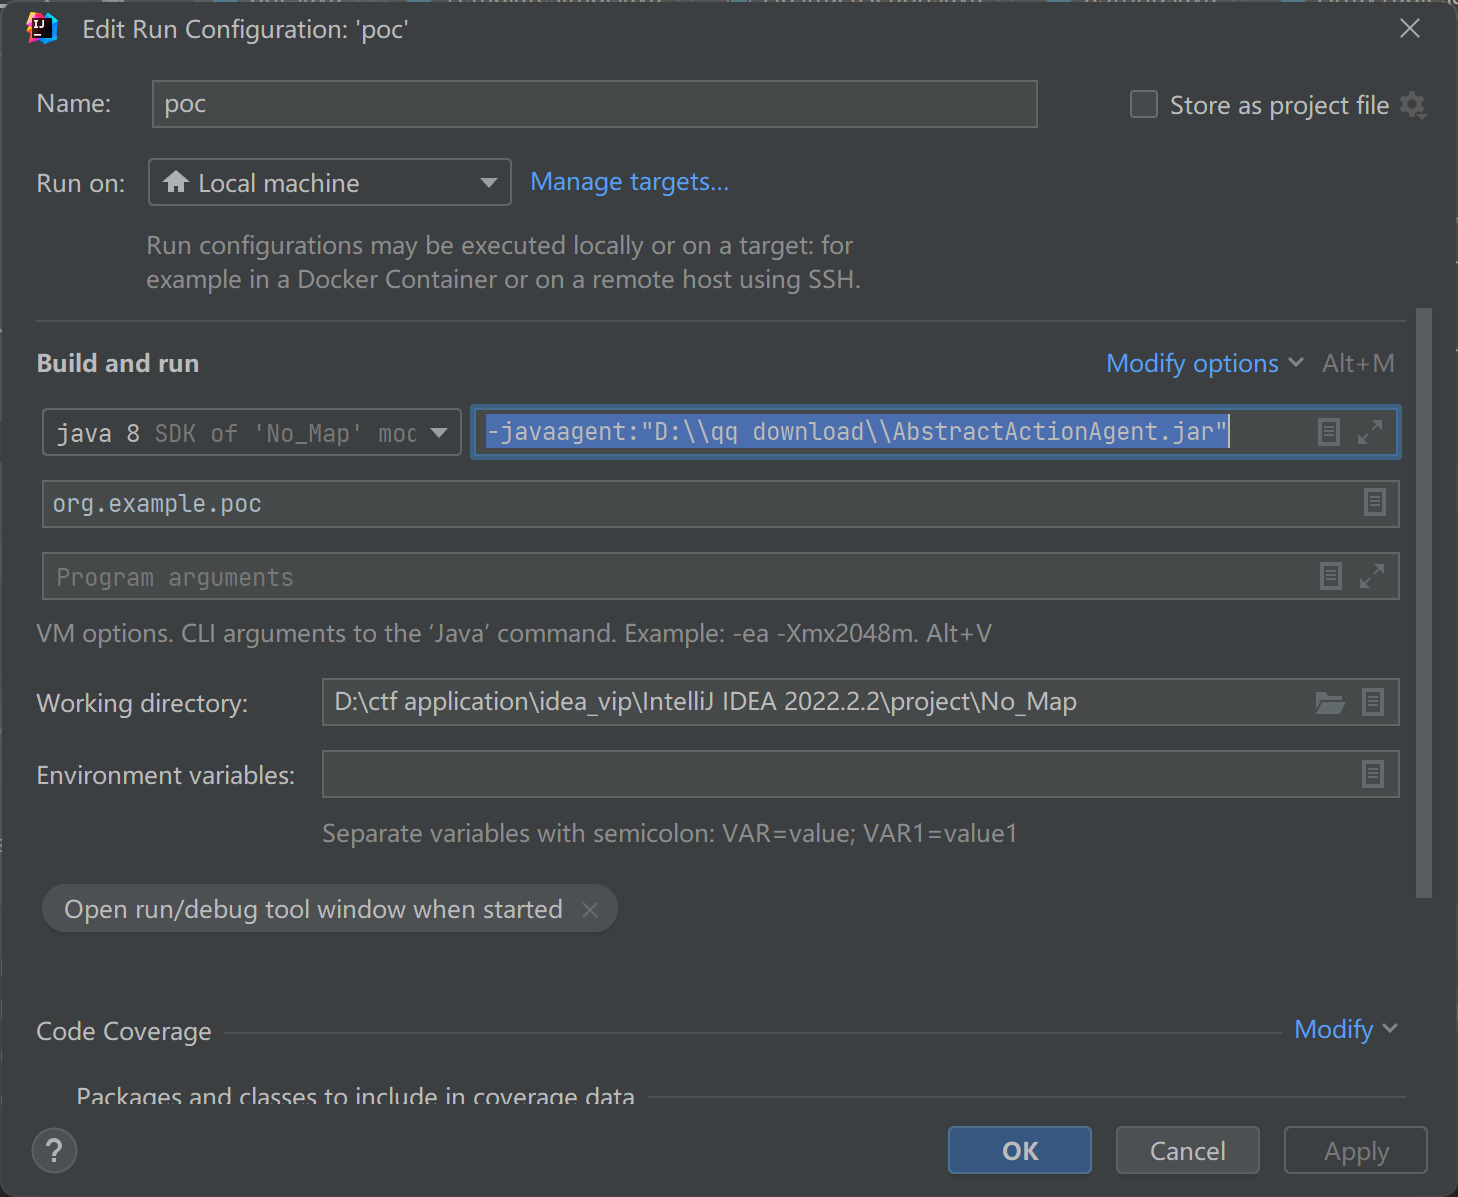 Edit Run Configuration: 'poc'
Name:
poc
Store as project file
Run on:
Local machine
Manage targets...
Run configurations may be executed locally or on a target: for
example in a Docker Container or on a remote host using SSH.
Build and run
Modify options
Alt+M
java 8 SDK of 'No_Map' moc
-javaagent:"D:\\qq download\\AbstractActionAgent.jar"
org.example.poc
Program arguments
VM options. CLI arguments to the ‘Java’ command. Example: -ea -Xmx2048m. Alt+V
Working directory:
D:\ctf application\idea_vip\IntelliJ IDEA 2022.2.2\project\No_Map
Environment variables:
Separate variables with semicolon: VAR=value; VAR1=value1
Open run/debug tool window when started
Code Coverage
Modify
Packages and classes to include in coverage data
?
OK
Cancel
Apply